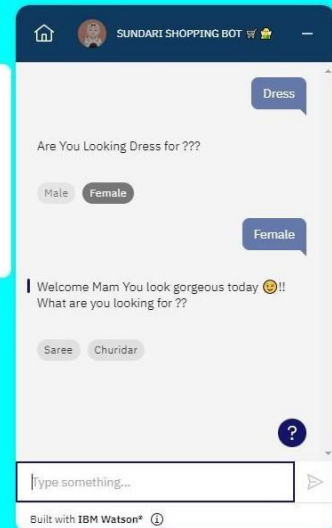 SUNDARI SHOPPING BOT 🛒 👷
Dress
Are You Looking Dress for ???
Male Female
Female
Welcome Mam You look gorgeous today 😉!!
What are you looking for ??
Saree Churidar
?
Type something...
Built with IBM Watson® ⓘ